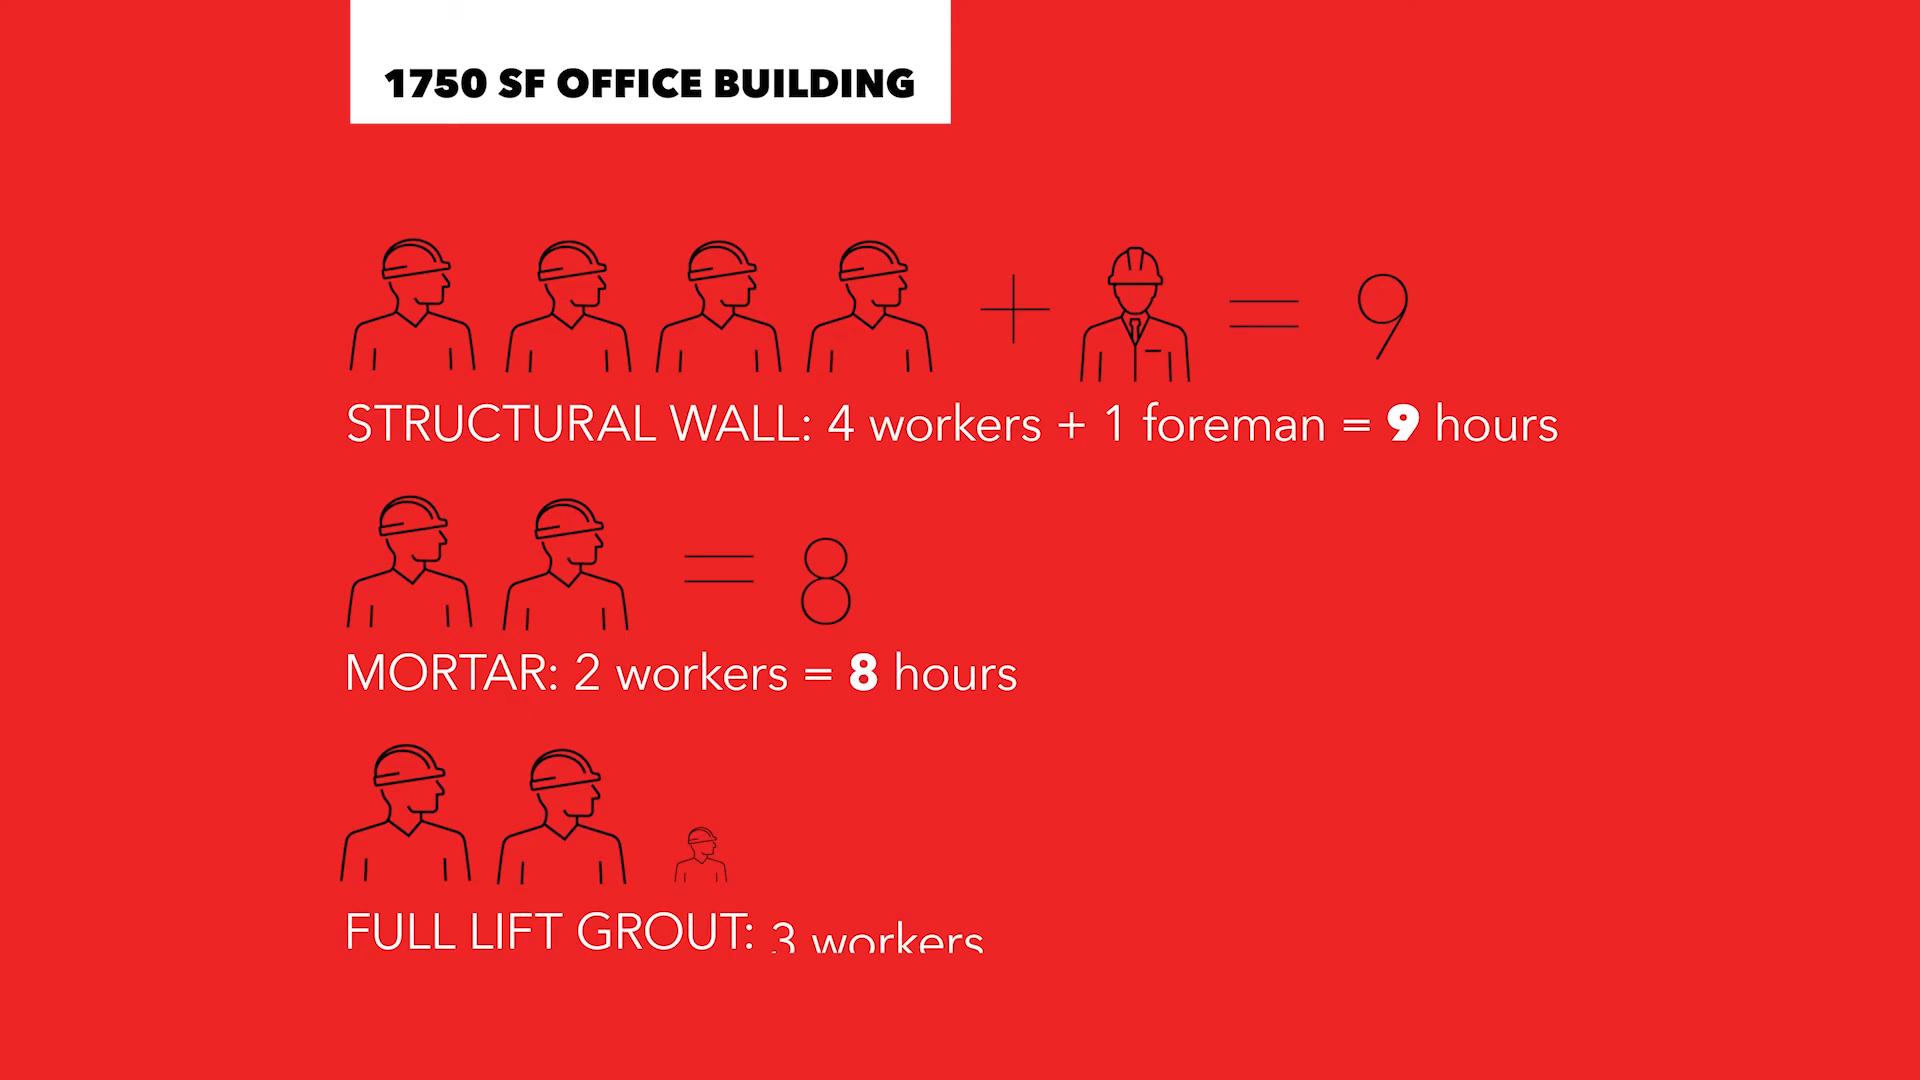 1750 SF OFFICE BUILDING
9
STRUCTURAL WALL: 4 workers + 1 foreman = 9 hours
8
MORTAR: 2 workers = 8 hours
FULL LIFT GROUT: 3 workers